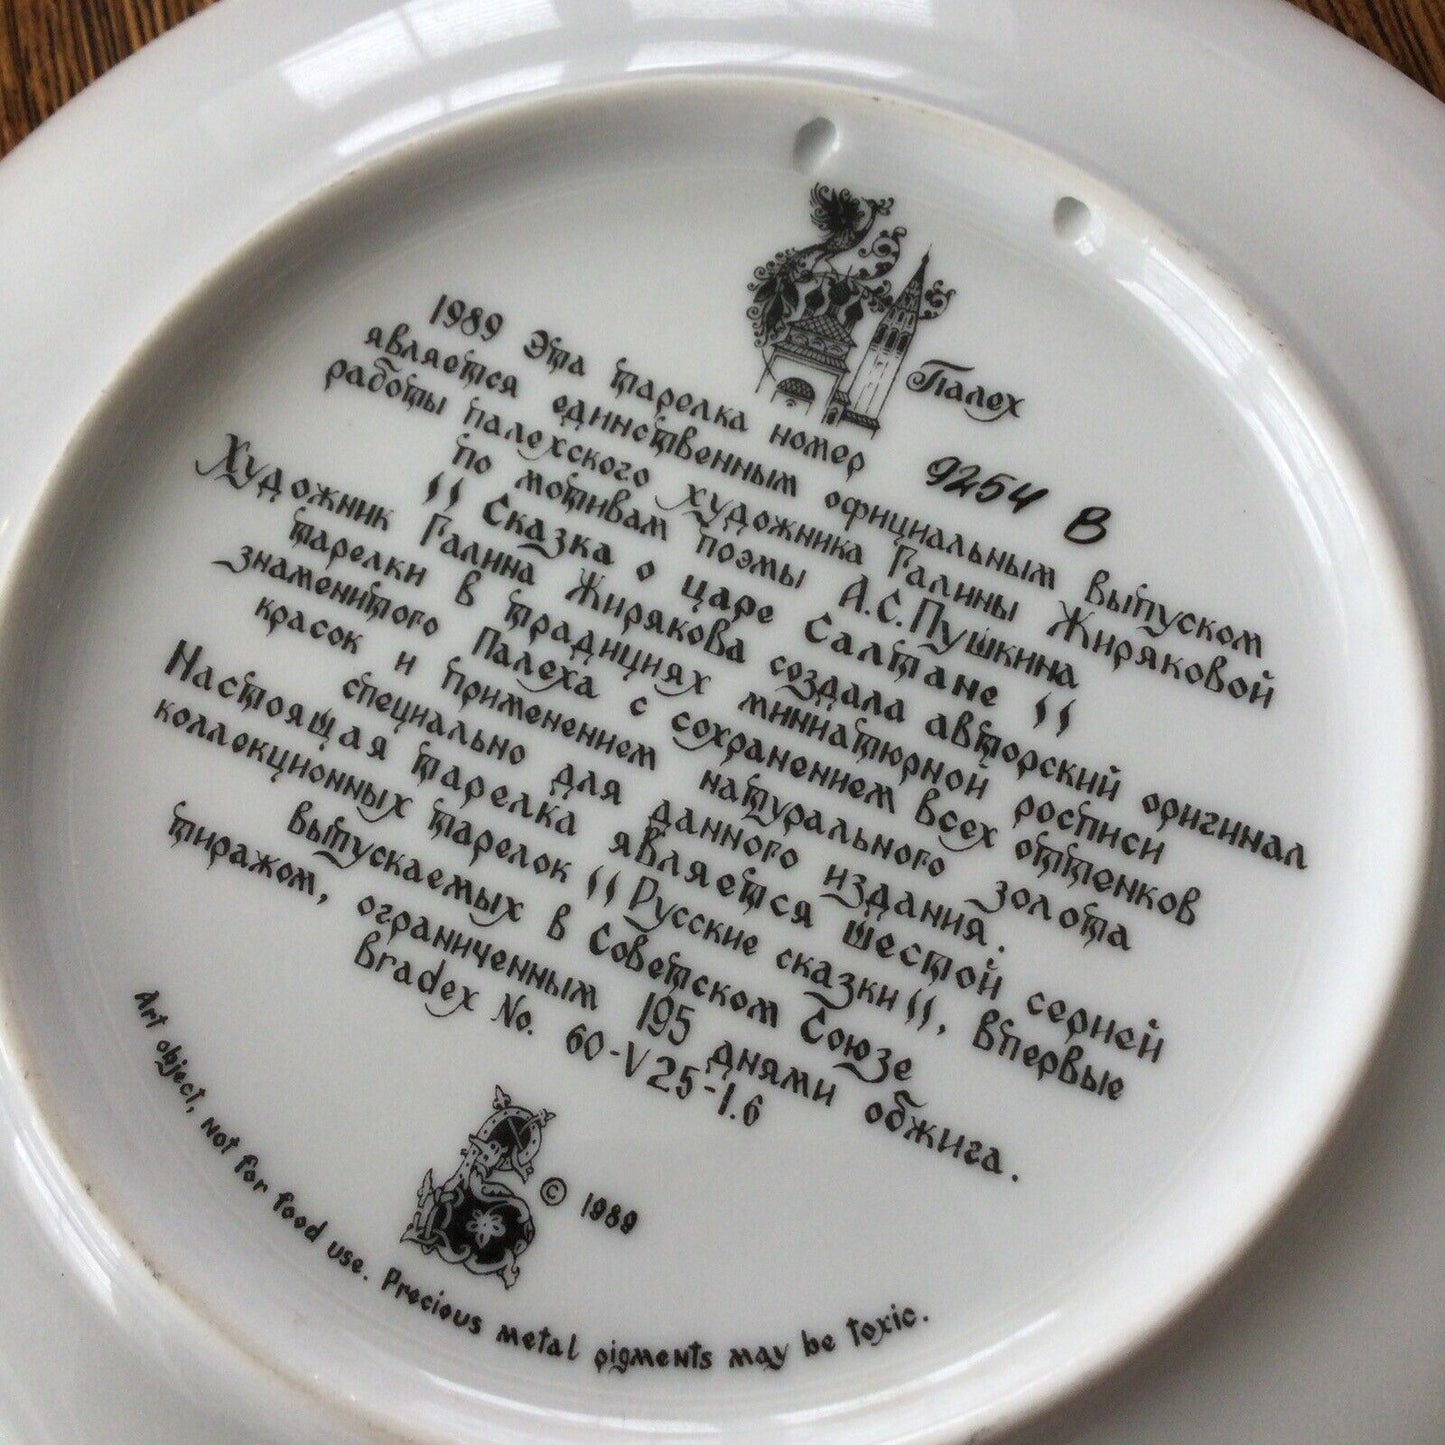 Палех
1989 Эта тарелка номер 9254 В
является единственным официальным выпуском
работы палехского художника Галины Жиряковой
по мотивам поэмы А.С.Пушкина
"Сказка о царе Салтане"
Художник Галина Жирякова создала авторский оригинал
тарелки в традициях миниатюрной росписи
знаменитого Палеха с сохранением всех оттенков
красок и применением натурального золота
специально для данного издания.
Настоящая тарелка является шестой серией
коллекционных тарелок "Русские сказки", впервые
выпускаемых в Советском Союзе
тиражом, ограниченным 195 днями обжига.
Bradex No. 60-V25-1.6
© 1989
Art object, not for food use. Precious metal pigments may be toxic.